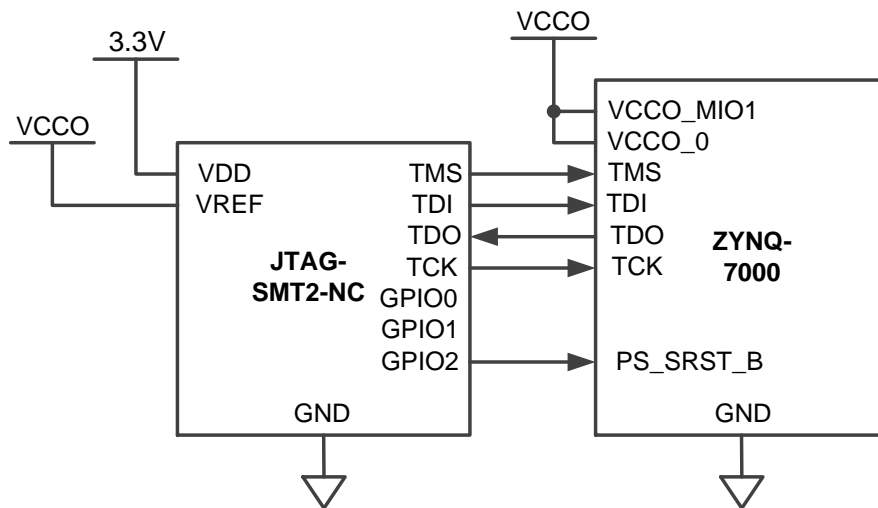 VCCO
3.3V
VCCO
VCCO_MIO1
VCCO_0
VDD
TMS
TMS
VREF
TDI
TDI
TDO
TDO
JTAG-
SMT2-NC
ZYNQ-
7000
TCK
TCK
GPIO0
GPIO1
GPIO2
PS_SRST_B
GND
GND